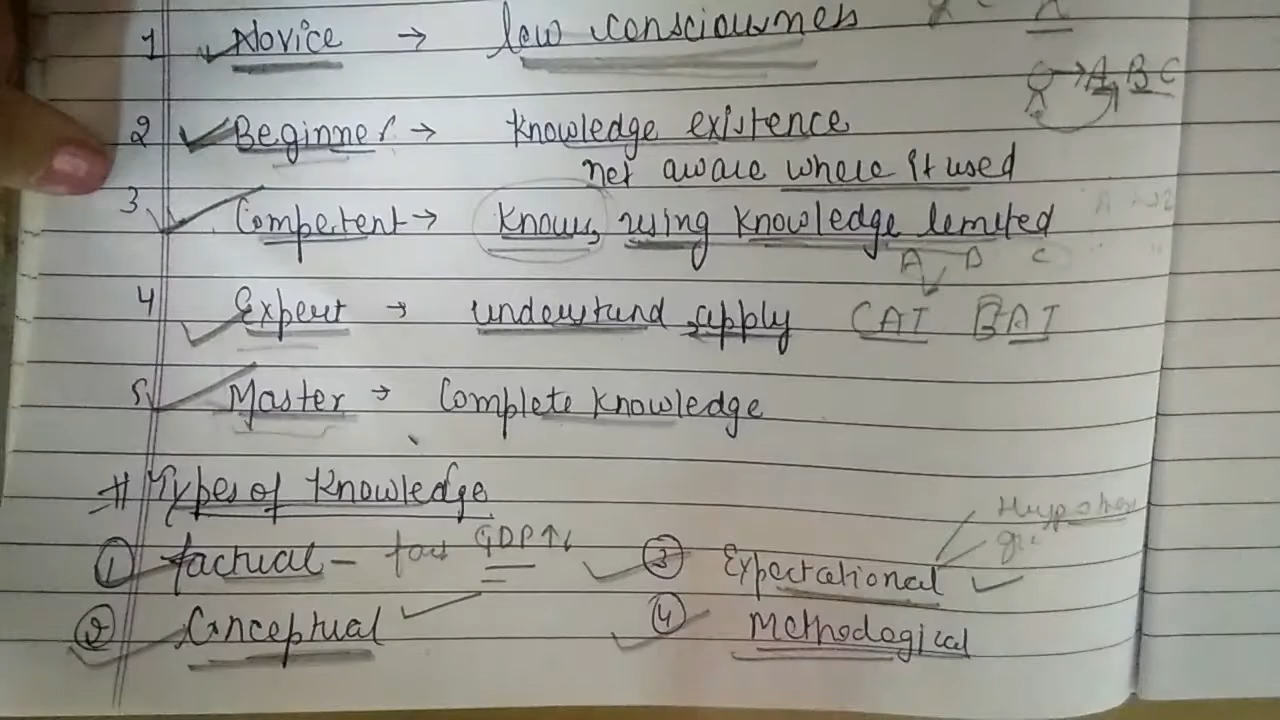 1 Novice → low consciousness
→ A, B C
2 Beginner → Knowledge existence
not aware where it used
3. Competent → Knows, using Knowledge limited
A B C
4 Expert → understand, apply CAT BAT
5. Master → Complete Knowledge
# Types of Knowledge
① factual - fact GDP↑↓ ③ Expectational
② Conceptual ④ Methodogical